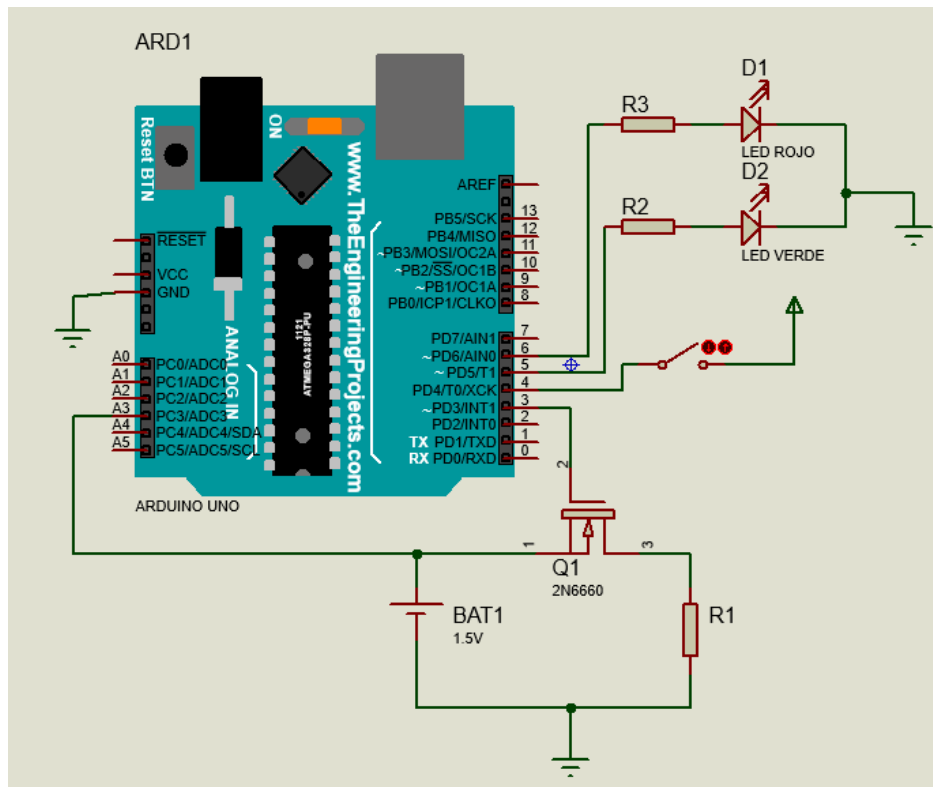 ARD1
Reset BTN
ON
www.TheEngineeringProjects.com
ANALOG IN
ATMEGA328P-PU
1121
RESET
VCC
GND
A0 PC0/ADC0
A1 PC1/ADC1
A2 PC2/ADC2
A3 PC3/ADC3
A4 PC4/ADC4/SDA
A5 PC5/ADC5/SCL
ARDUINO UNO
AREF
PB5/SCK 13
PB4/MISO 12
~PB3/MOSI/OC2A 11
~PB2/SS/OC1B 10
~PB1/OC1A 9
PB0/ICP1/CLKO 8
PD7/AIN1 7
~PD6/AIN0 6
~PD5/T1 5
PD4/T0/XCK 4
~PD3/INT1 3
PD2/INT0 2
TX PD1/TXD 1
RX PD0/RXD 0
R3
D1
LED ROJO
R2
D2
LED VERDE
2
1
3
Q1
2N6660
BAT1
1.5V
R1